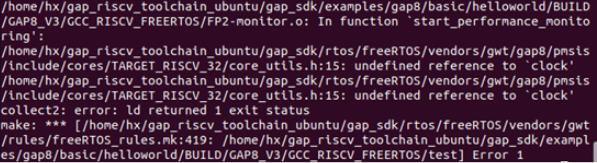 /home/hx/gap_riscv_toolchain_ubuntu/gap_sdk/examples/gap8/basic/helloworld/BUILD
/GAP8_V3/GCC_RISCV_FREERTOS/FP2-monitor.o: In function `start_performance_monito
ring':
/home/hx/gap_riscv_toolchain_ubuntu/gap_sdk/rtos/freeRTOS/vendors/gwt/gap8/pmsis
/include/cores/TARGET_RISCV_32/core_utils.h:15: undefined reference to `clock'
/home/hx/gap_riscv_toolchain_ubuntu/gap_sdk/rtos/freeRTOS/vendors/gwt/gap8/pmsis
/include/cores/TARGET_RISCV_32/core_utils.h:15: undefined reference to `clock'
collect2: error: ld returned 1 exit status
make: *** [/home/hx/gap_riscv_toolchain_ubuntu/gap_sdk/rtos/freeRTOS/vendors/gwt
/rules/freeRTOS_rules.mk:419: /home/hx/gap_riscv_toolchain_ubuntu/gap_sdk/exampl
es/gap8/basic/helloworld/BUILD/GAP8_V3/GCC_RISCV_FREERTOS/test] Error 1